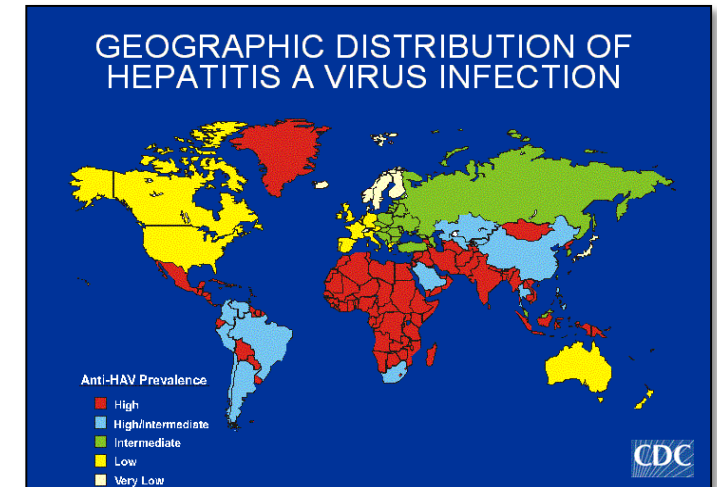 GEOGRAPHIC DISTRIBUTION OF
HEPATITIS A VIRUS INFECTION
Anti-HAV Prevalence
High
High/Intermediate
Intermediate
Low
Very Low
CDC